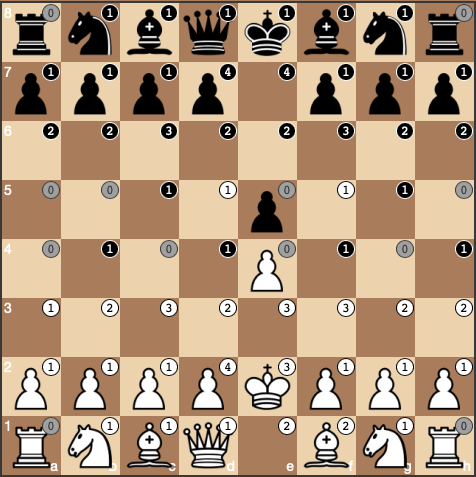 8 0 1 1 1 1 1 1 0
7 1 1 1 4 4 1 1 1
6 2 2 3 2 2 3 2 2
5 0 0 1 1 0 1 1 0
4 0 1 0 1 0 1 0 1
3 1 2 3 2 3 3 2 2
2 1 1 1 4 3 1 1 1
1 0 1 1 1 2 2 1 0
a b c d e f g h